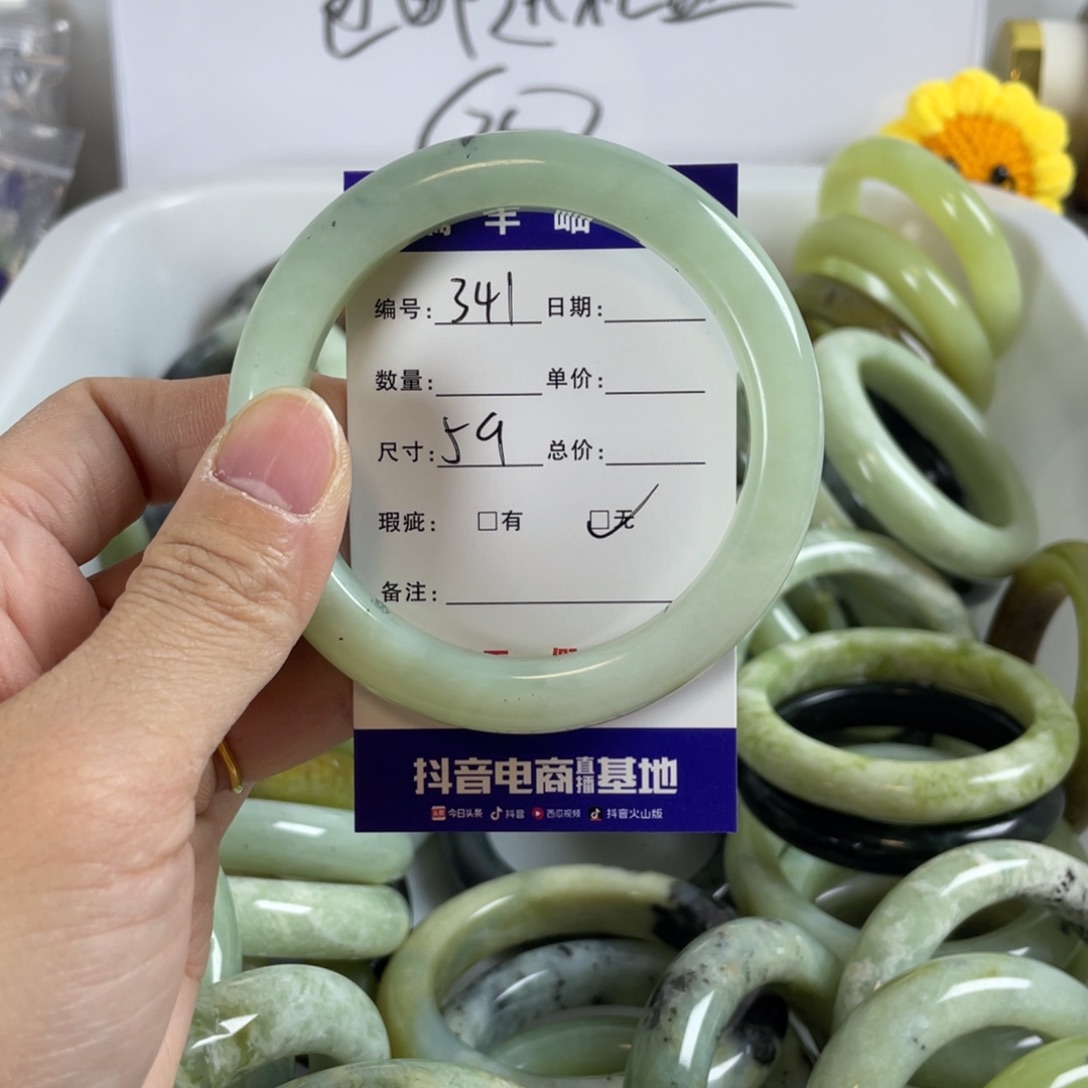 编号: 341 日期:
数量: 单价:
尺寸: 59 总价:
瑕疵: □有 □无
备注:
抖音电商直播基地
头条 今日头条 抖音 西瓜视频 抖音火山版